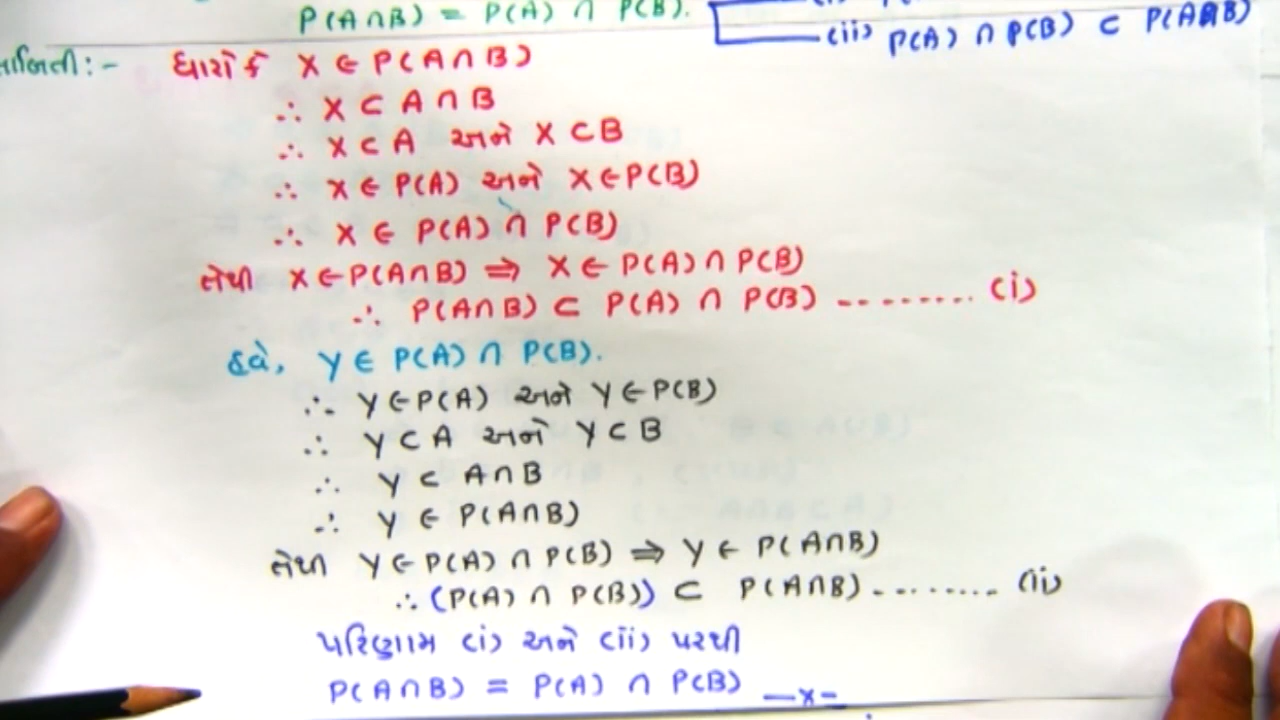 P(A∩B) = P(A) ∩ P(B).
(ii) P(A) ∩ P(B) ⊂ P(A∩B)
સાબિતી:- ધારો કે X ∈ P(A∩B)
∴ X ⊂ A ∩ B
∴ X ⊂ A અને X ⊂ B
∴ X ∈ P(A) અને X ∈ P(B)
∴ X ∈ P(A) ∩ P(B)
તેથી X ∈ P(A∩B) ⇒ X ∈ P(A) ∩ P(B)
∴ P(A∩B) ⊂ P(A) ∩ P(B) --------- (i)
હવે, Y ∈ P(A) ∩ P(B).
∴ Y ∈ P(A) અને Y ∈ P(B)
∴ Y ⊂ A અને Y ⊂ B
∴ Y ⊂ A∩B
∴ Y ∈ P(A∩B)
તેથી Y ∈ P(A) ∩ P(B) ⇒ Y ∈ P(A∩B)
∴ (P(A) ∩ P(B)) ⊂ P(A∩B) --------- (ii)
પરિણામ (i) અને (ii) પરથી
P(A∩B) = P(A) ∩ P(B) —x—